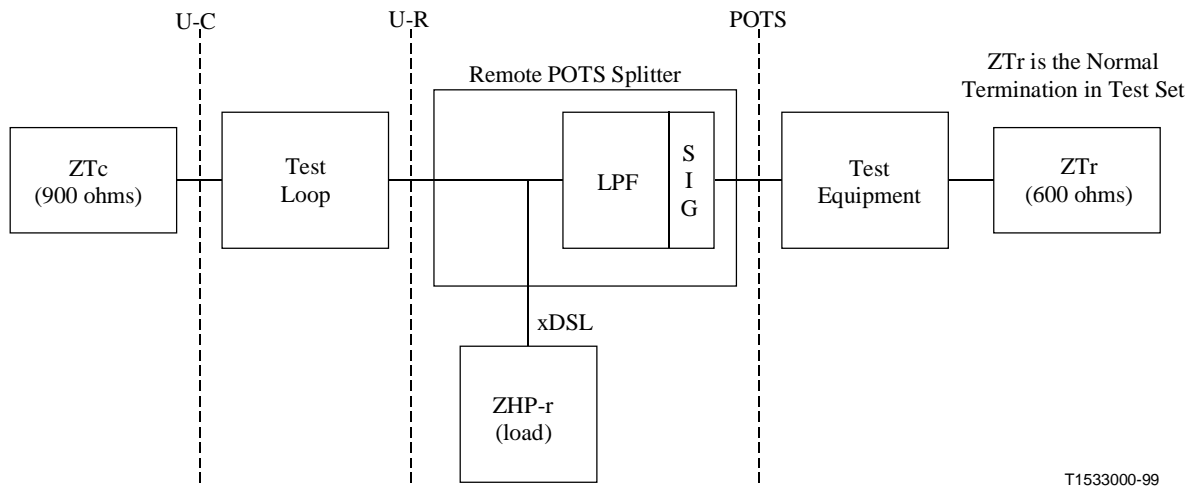 U-C
U-R
POTS
Remote POTS Splitter
ZTr is the Normal
Termination in Test Set
ZTc
(900 ohms)
Test
Loop
LPF
S
I
G
Test
Equipment
ZTr
(600 ohms)
xDSL
ZHP-r
(load)
T1533000-99